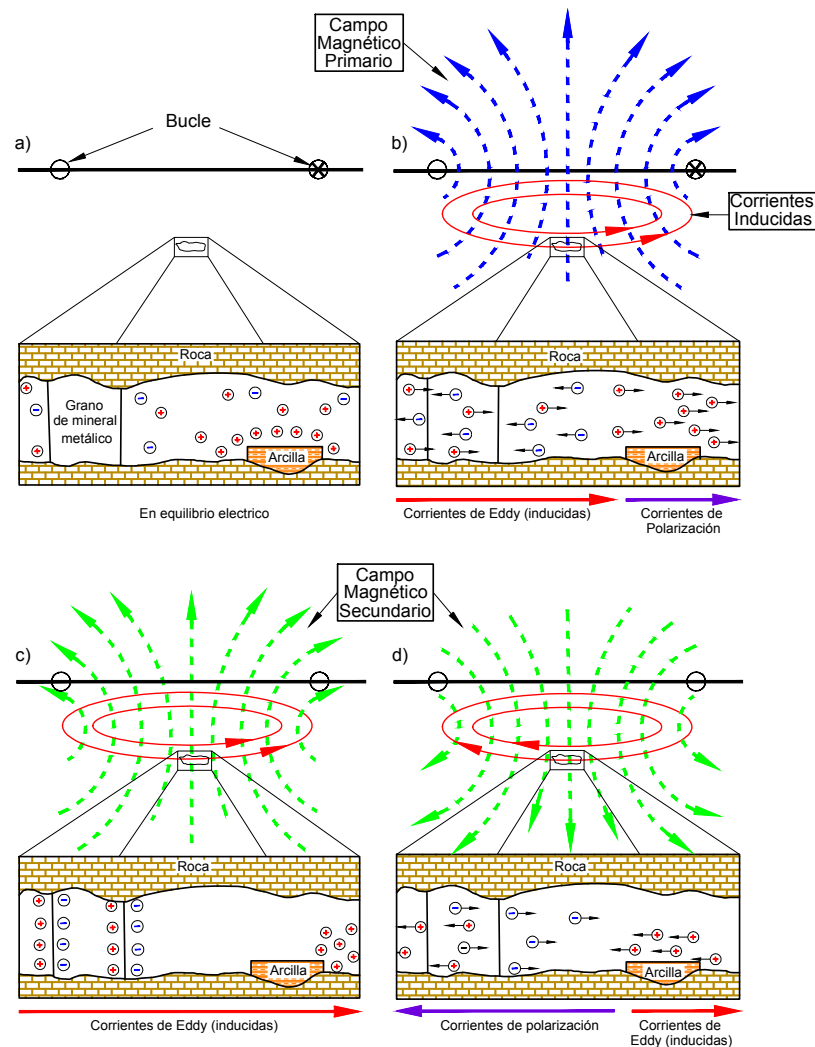 Campo
Magnético
Primario
Bucle
a)
b)
Corrientes
Inducidas
Roca
Grano
de mineral
metálico
Arcilla
En equilibrio electrico
Roca
Arcilla
Corrientes de Eddy (inducidas)
Corrientes de
Polarización
Campo
Magnético
Secundario
c)
d)
Roca
Arcilla
Corrientes de Eddy (inducidas)
Roca
Arcilla
Corrientes de polarización
Corrientes de
Eddy (inducidas)